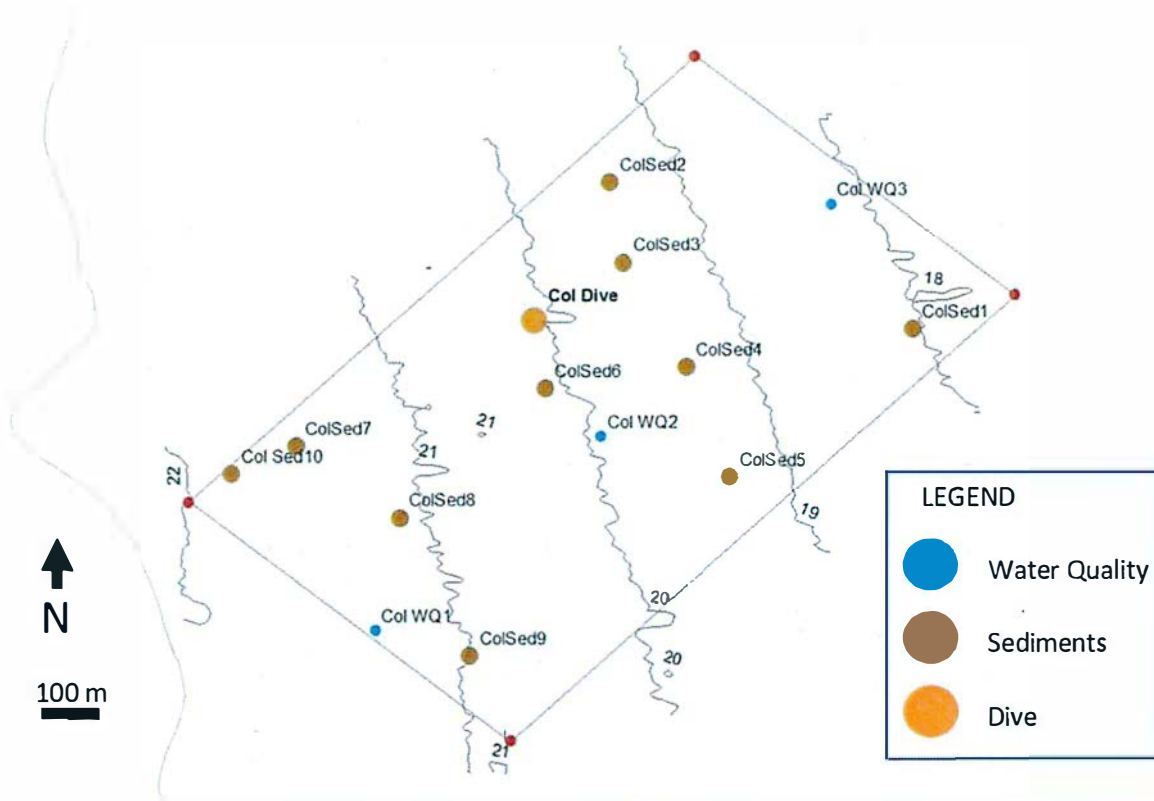 ColSed2
Col WQ3
ColSed3
18
Col Dive
ColSed1
ColSed4
ColSed6
21
Col WQ2
ColSed7
21
Col Sed10
ColSed5
22
ColSed8
19
LEGEND
Water Quality
N
20
Col WQ1
ColSed9
Sediments
20
100 m
Dive
21